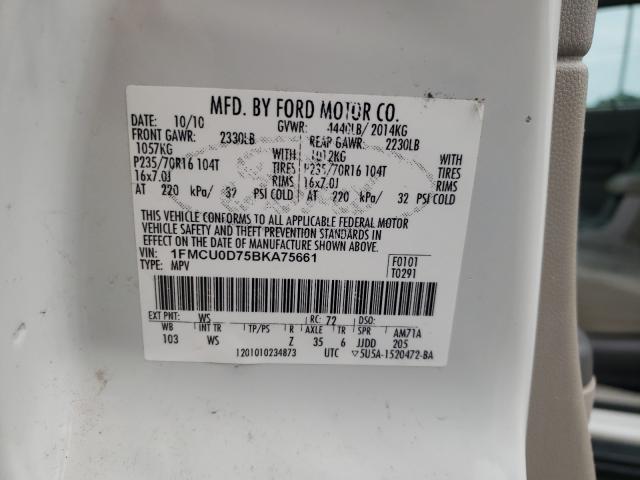 MFD. BY FORD MOTOR CO.
DATE: 10/10 GVWR: 4440LB/ 2014KG
FRONT GAWR: 2330LB REAR GAWR: 2230LB
1057KG WITH 1012KG WITH
P235/70R16 104T TIRES P235/70R16 104T TIRES
16x7.0J RIMS 16x7.0J RIMS
AT 220 kPa/ 32 PSI COLD AT 220 kPa/ 32 PSI COLD
THIS VEHICLE CONFORMS TO ALL APPLICABLE FEDERAL MOTOR
VEHICLE SAFETY AND THEFT PREVENTION STANDARDS IN
EFFECT ON THE DATE OF MANUFACTURE SHOWN ABOVE.
VIN: 1FMCU0D75BKA75661 F0101
TYPE: MPV T0291
EXT PNT: WS RC: 72 DSO:
WB INT TR TP/PS R AXLE TR SPR AM71A
103 WS Z 35 6 JJDD 205
1201010234873 UTC ▽5U5A-1520472-BA